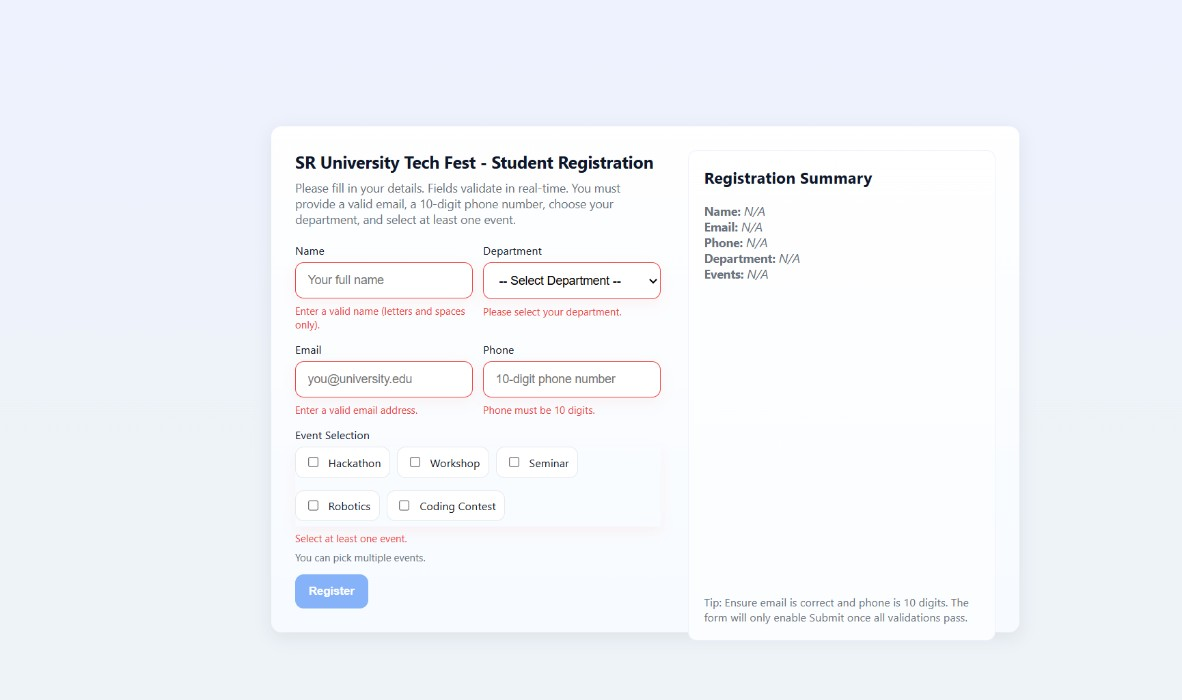 SR University Tech Fest - Student Registration
Please fill in your details. Fields validate in real-time. You must
provide a valid email, a 10-digit phone number, choose your
department, and select at least one event.
Name
Department
Your full name
-- Select Department --
Enter a valid name (letters and spaces
only).
Please select your department.
Email
Phone
you@university.edu
10-digit phone number
Enter a valid email address.
Phone must be 10 digits.
Event Selection
Hackathon
Workshop
Seminar
Robotics
Coding Contest
Select at least one event.
You can pick multiple events.
Register
Registration Summary
Name: N/A
Email: N/A
Phone: N/A
Department: N/A
Events: N/A
Tip: Ensure email is correct and phone is 10 digits. The
form will only enable Submit once all validations pass.